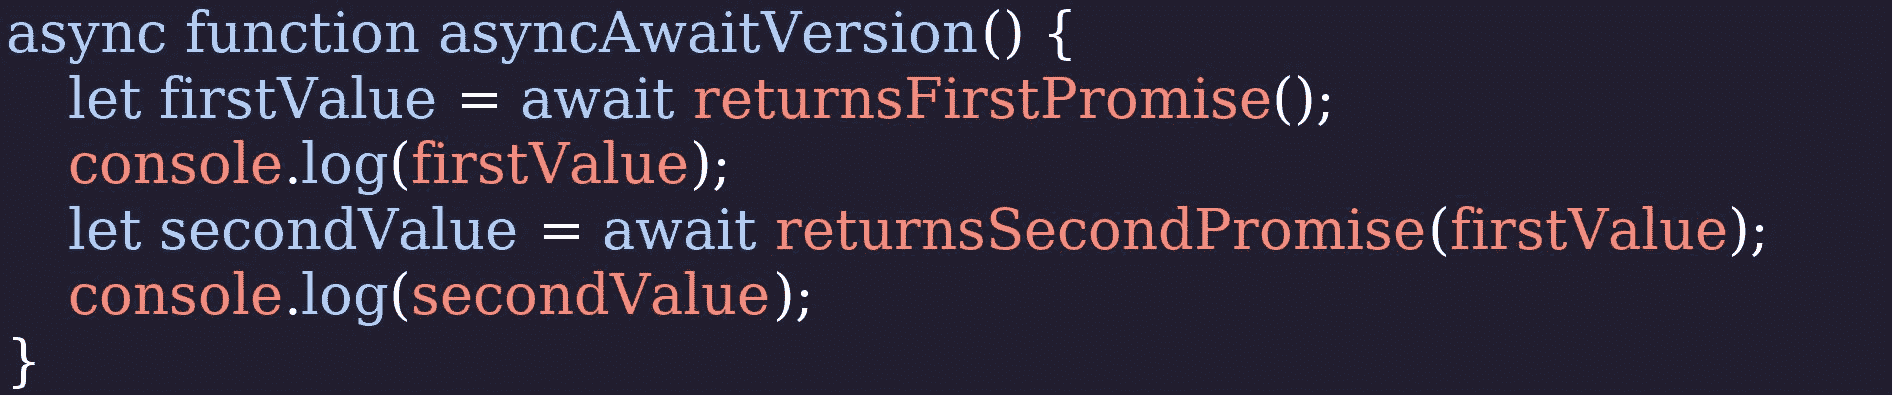 async function asyncAwaitVersion() {
let firstValue = await returnsFirstPromise();
console.log(firstValue);
let secondValue = await returnsSecondPromise(firstValue);
console.log(secondValue);
}